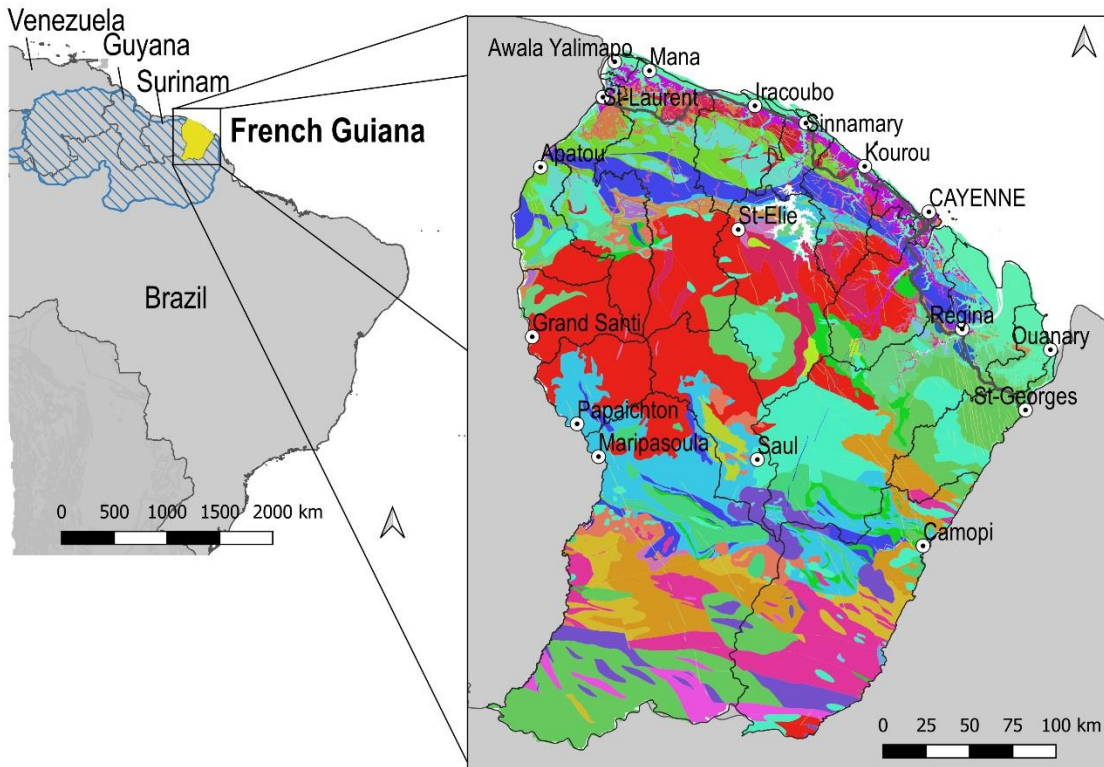 Venezuela
Guyana
Surinam
French Guiana
Brazil
0 500 1000 1500 2000 km
Awala Yalimapo
Mana
St-Laurent
Iracoubo
Sinnamary
Apatou
Kourou
CAYENNE
St-Elie
Grand Santi
Regina
Ouanary
St-Georges
Papaichton
Maripasoula
Saul
Camopi
0 25 50 75 100 km